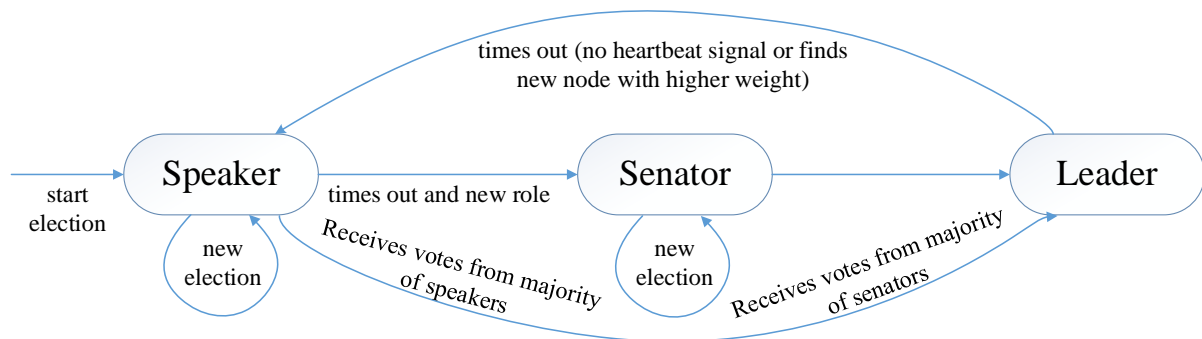 times out (no heartbeat signal or finds
new node with higher weight)
Speaker
Senator
Leader
start
election
times out and new role
new
election
Receives votes from majority
of speakers
new
election
Receives votes from majority
of senators